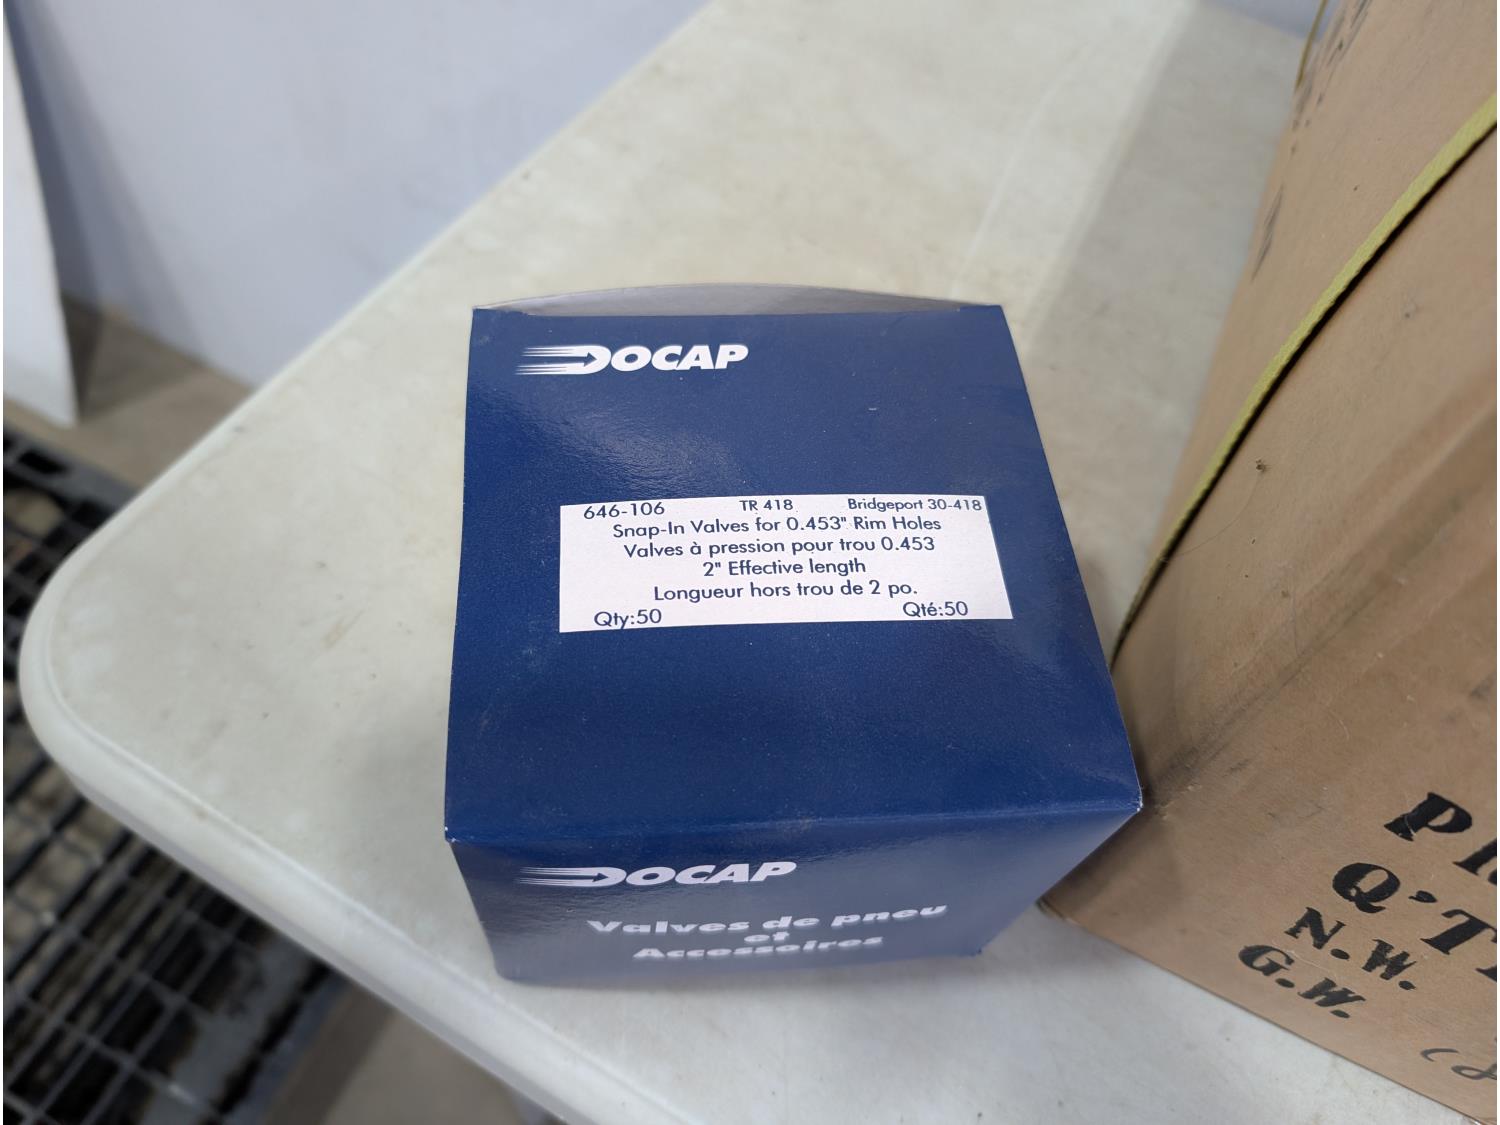 DOCAP
646-106 TR 418 Bridgeport 30-418
Snap-In Valves for 0.453" Rim Holes
Valves à pression pour trou 0.453
2" Effective length
Longueur hors trou de 2 po.
Qty:50 Qté:50
DOCAP
Valves de pneu
et
Accessoires
Q'T
N.W.
G.W.